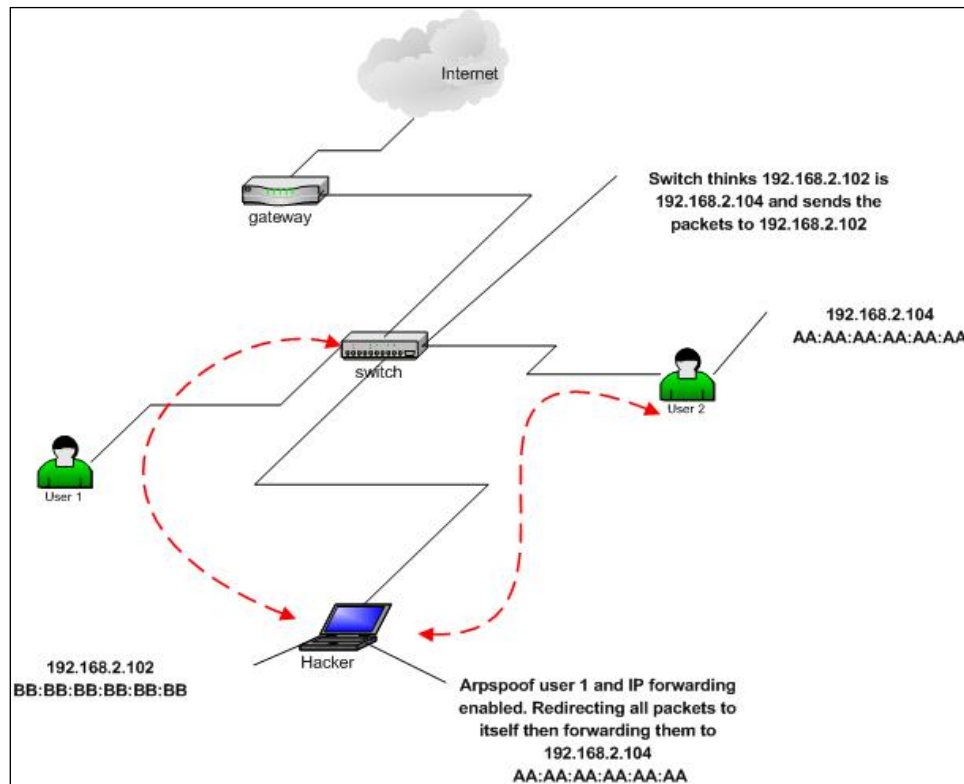 Internet
gateway
Switch thinks 192.168.2.102 is
192.168.2.104 and sends the
packets to 192.168.2.102
192.168.2.104
AA:AA:AA:AA:AA:AA
switch
User 2
User 1
Hacker
192.168.2.102
BB:BB:BB:BB:BB:BB
Arpspoof user 1 and IP forwarding
enabled. Redirecting all packets to
itself then forwarding them to
192.168.2.104
AA:AA:AA:AA:AA:AA